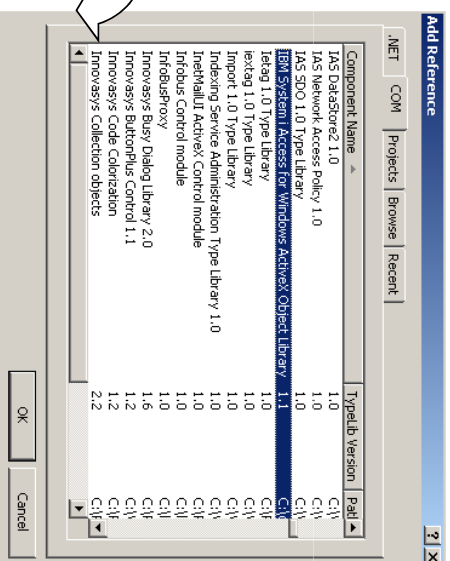 Add Reference
.NET COM Projects Browse Recent
Component Name TypeLib Version Patl
IAS DataStore2 1.0 1.0 C:\
IAS Network Access Policy 1.0 1.0 C:\
IAS SDO 1.0 Type Library 1.0 C:\
IBM System i Access for Windows ActiveX Object Library 1.1 C:\
Ietag 1.0 Type Library 1.0 C:\
iextag 1.0 Type Library 1.0 C:\
Import 1.0 Type Library 1.0 C:\
Indexing Service Administration Type Library 1.0 1.0 C:\
InetMailUI ActiveX Control module 1.0 C:\
Infobus Control module 1.0 C:\
InfoBusProxy 1.0 C:\
Innovasys Busy Dialog Library 2.0 1.6 C:\
Innovasys ButtonPlus Control 1.1 1.2 C:\
Innovasys Code Colorization 1.2 C:\
Innovasys Collection objects 2.2 C:\
OK Cancel